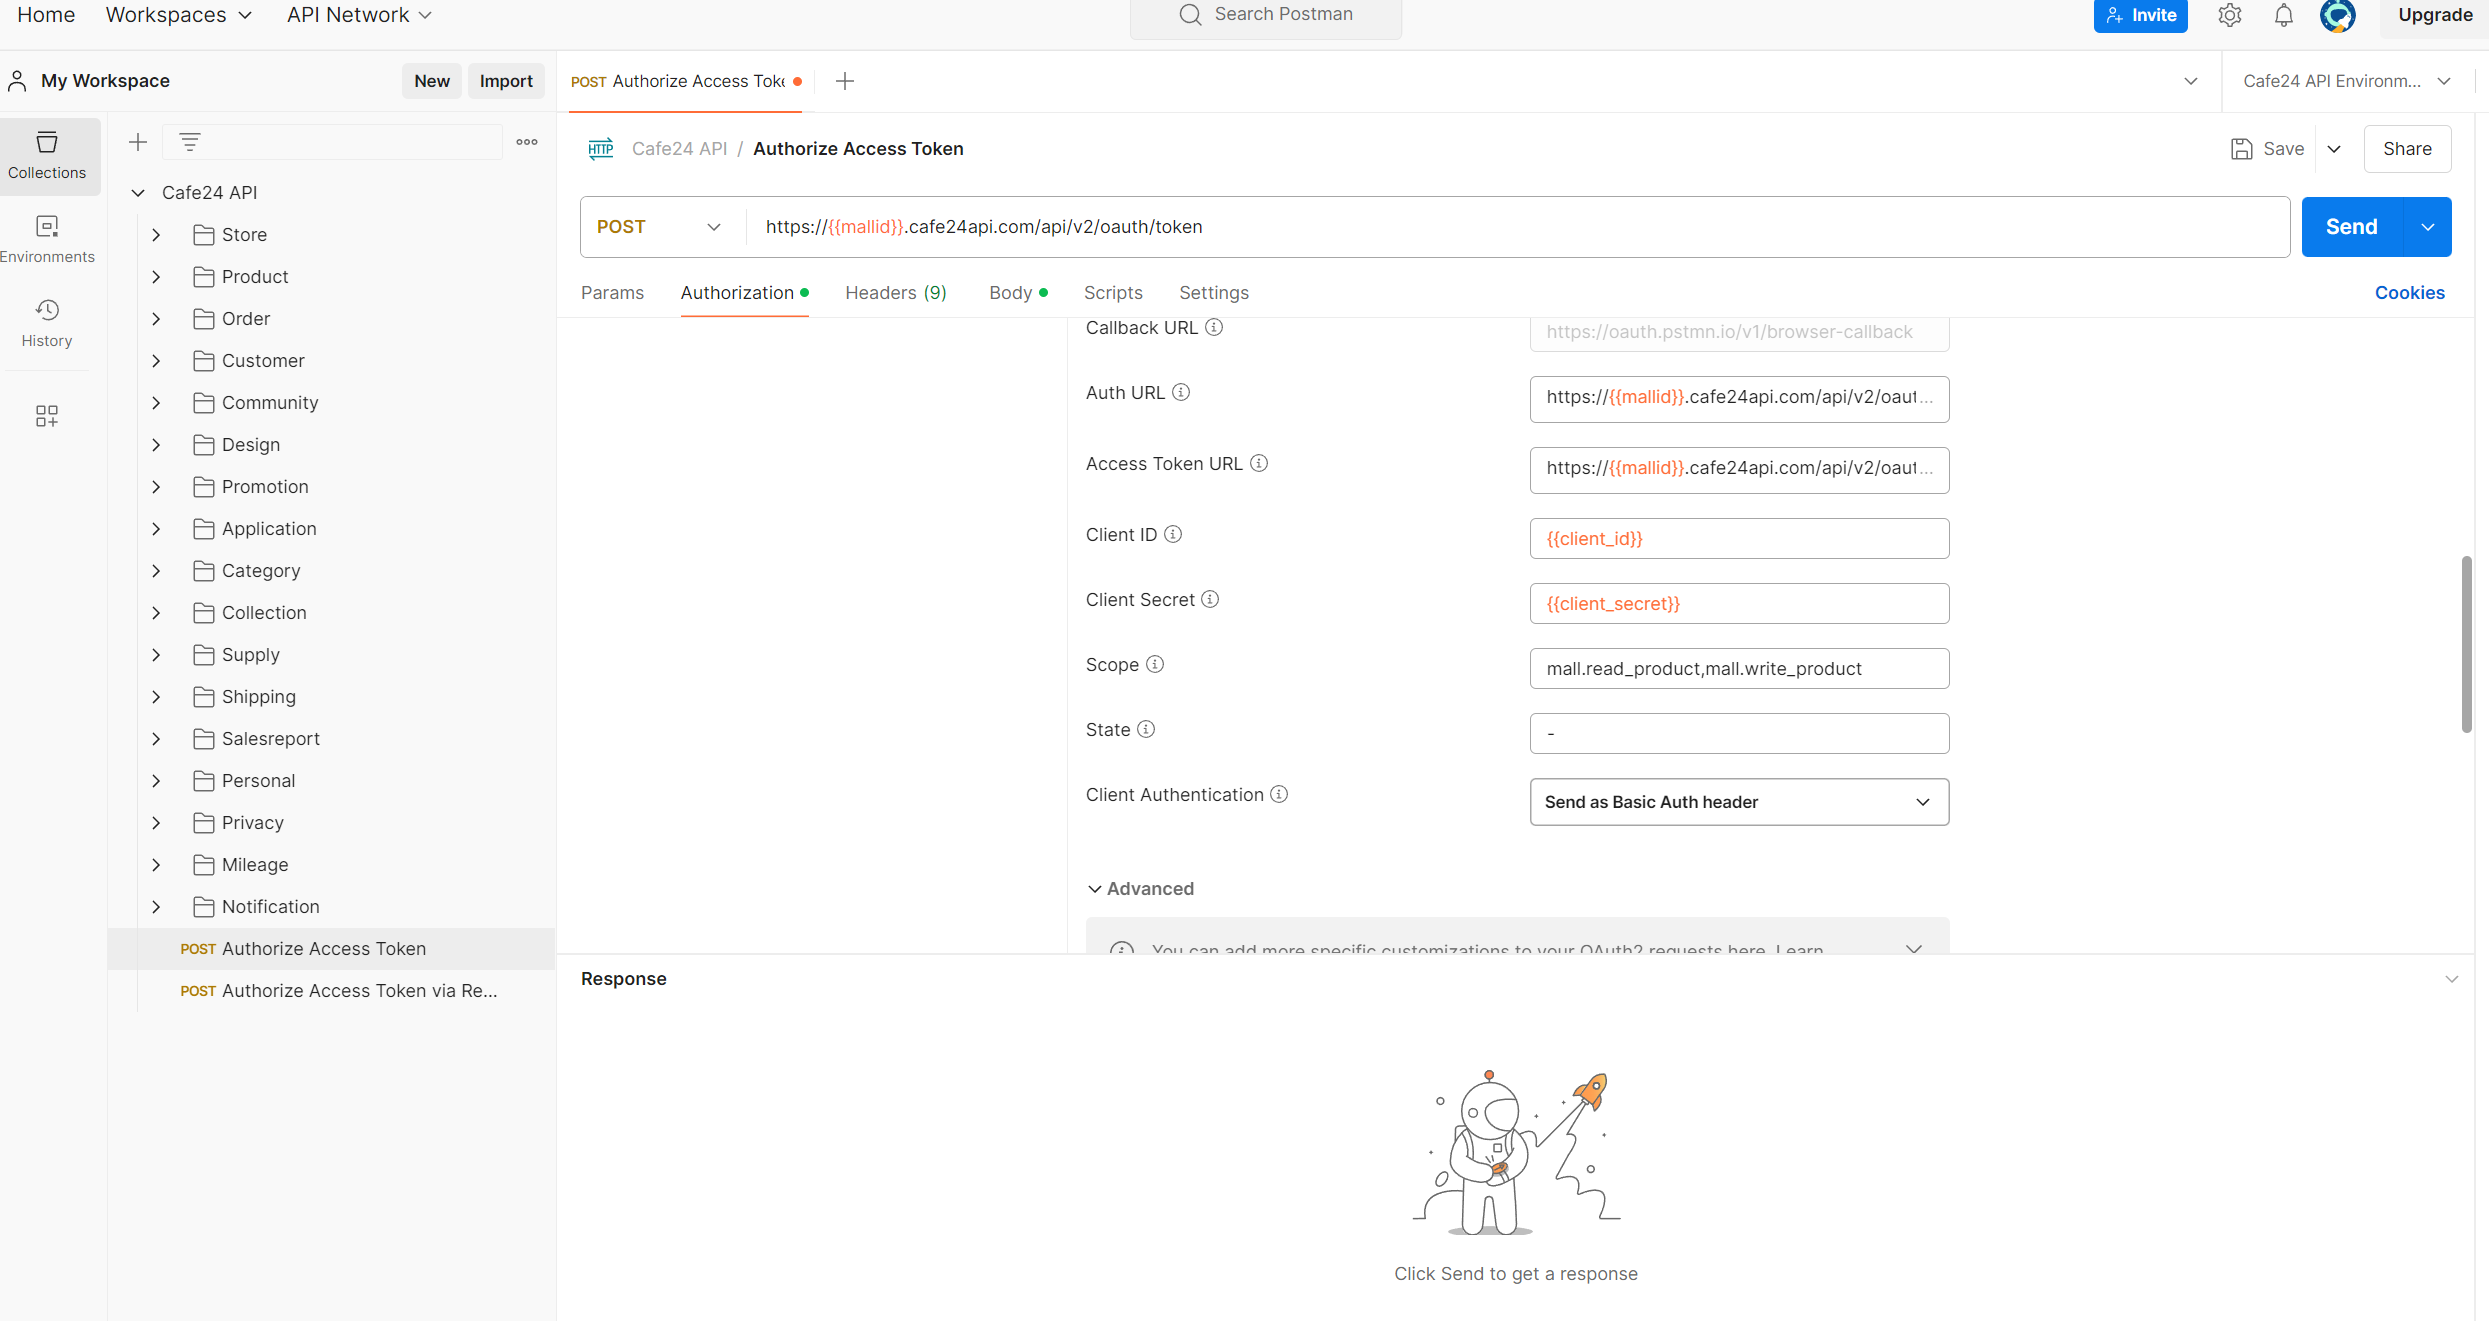 Home
Workspaces
API Network
Search Postman
Invite
Upgrade
My Workspace
New
Import
POST Authorize Access Toke
Cafe24 API Environm...
Collections
Environments
History
Cafe24 API
Store
Product
Order
Customer
Community
Design
Promotion
Application
Category
Collection
Supply
Shipping
Salesreport
Personal
Privacy
Mileage
Notification
POST Authorize Access Token
POST Authorize Access Token via Re...
HTTP
Cafe24 API / Authorize Access Token
Save
Share
POST
https://{{mallid}}.cafe24api.com/api/v2/oauth/token
Send
Params
Authorization
Headers (9)
Body
Scripts
Settings
Cookies
Callback URL
https://oauth.pstmn.io/v1/browser-callback
Auth URL
https://{{mallid}}.cafe24api.com/api/v2/oaut...
Access Token URL
https://{{mallid}}.cafe24api.com/api/v2/oaut...
Client ID
{{client_id}}
Client Secret
{{client_secret}}
Scope
mall.read_product,mall.write_product
State
-
Client Authentication
Send as Basic Auth header
Advanced
You can add more specific customizations to your OAuth2 requests here. Learn
Response
Click Send to get a response